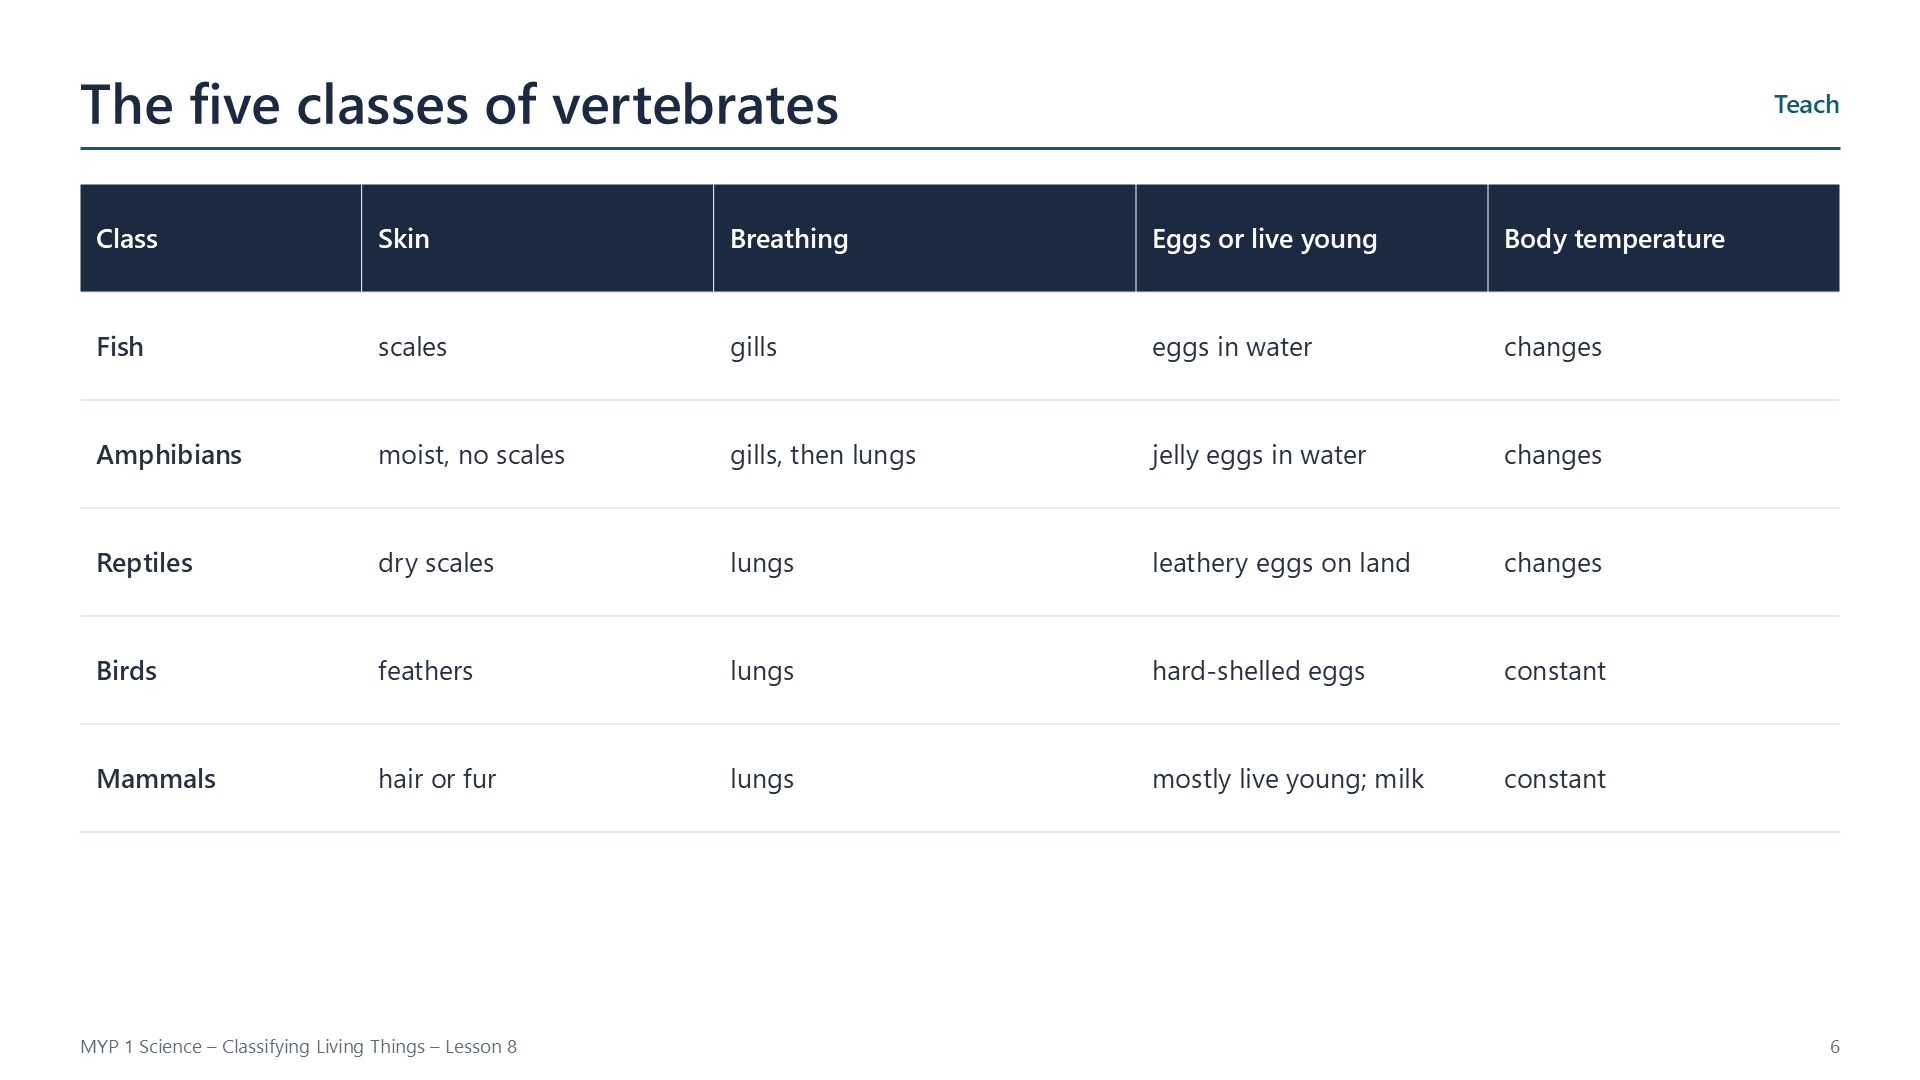 The five classes of vertebrates
Teach
Class Skin Breathing Eggs or live young Body temperature
Fish scales gills eggs in water changes
Amphibians moist, no scales gills, then lungs jelly eggs in water changes
Reptiles dry scales lungs leathery eggs on land changes
Birds feathers lungs hard-shelled eggs constant
Mammals hair or fur lungs mostly live young; milk constant
MYP 1 Science – Classifying Living Things – Lesson 8
6